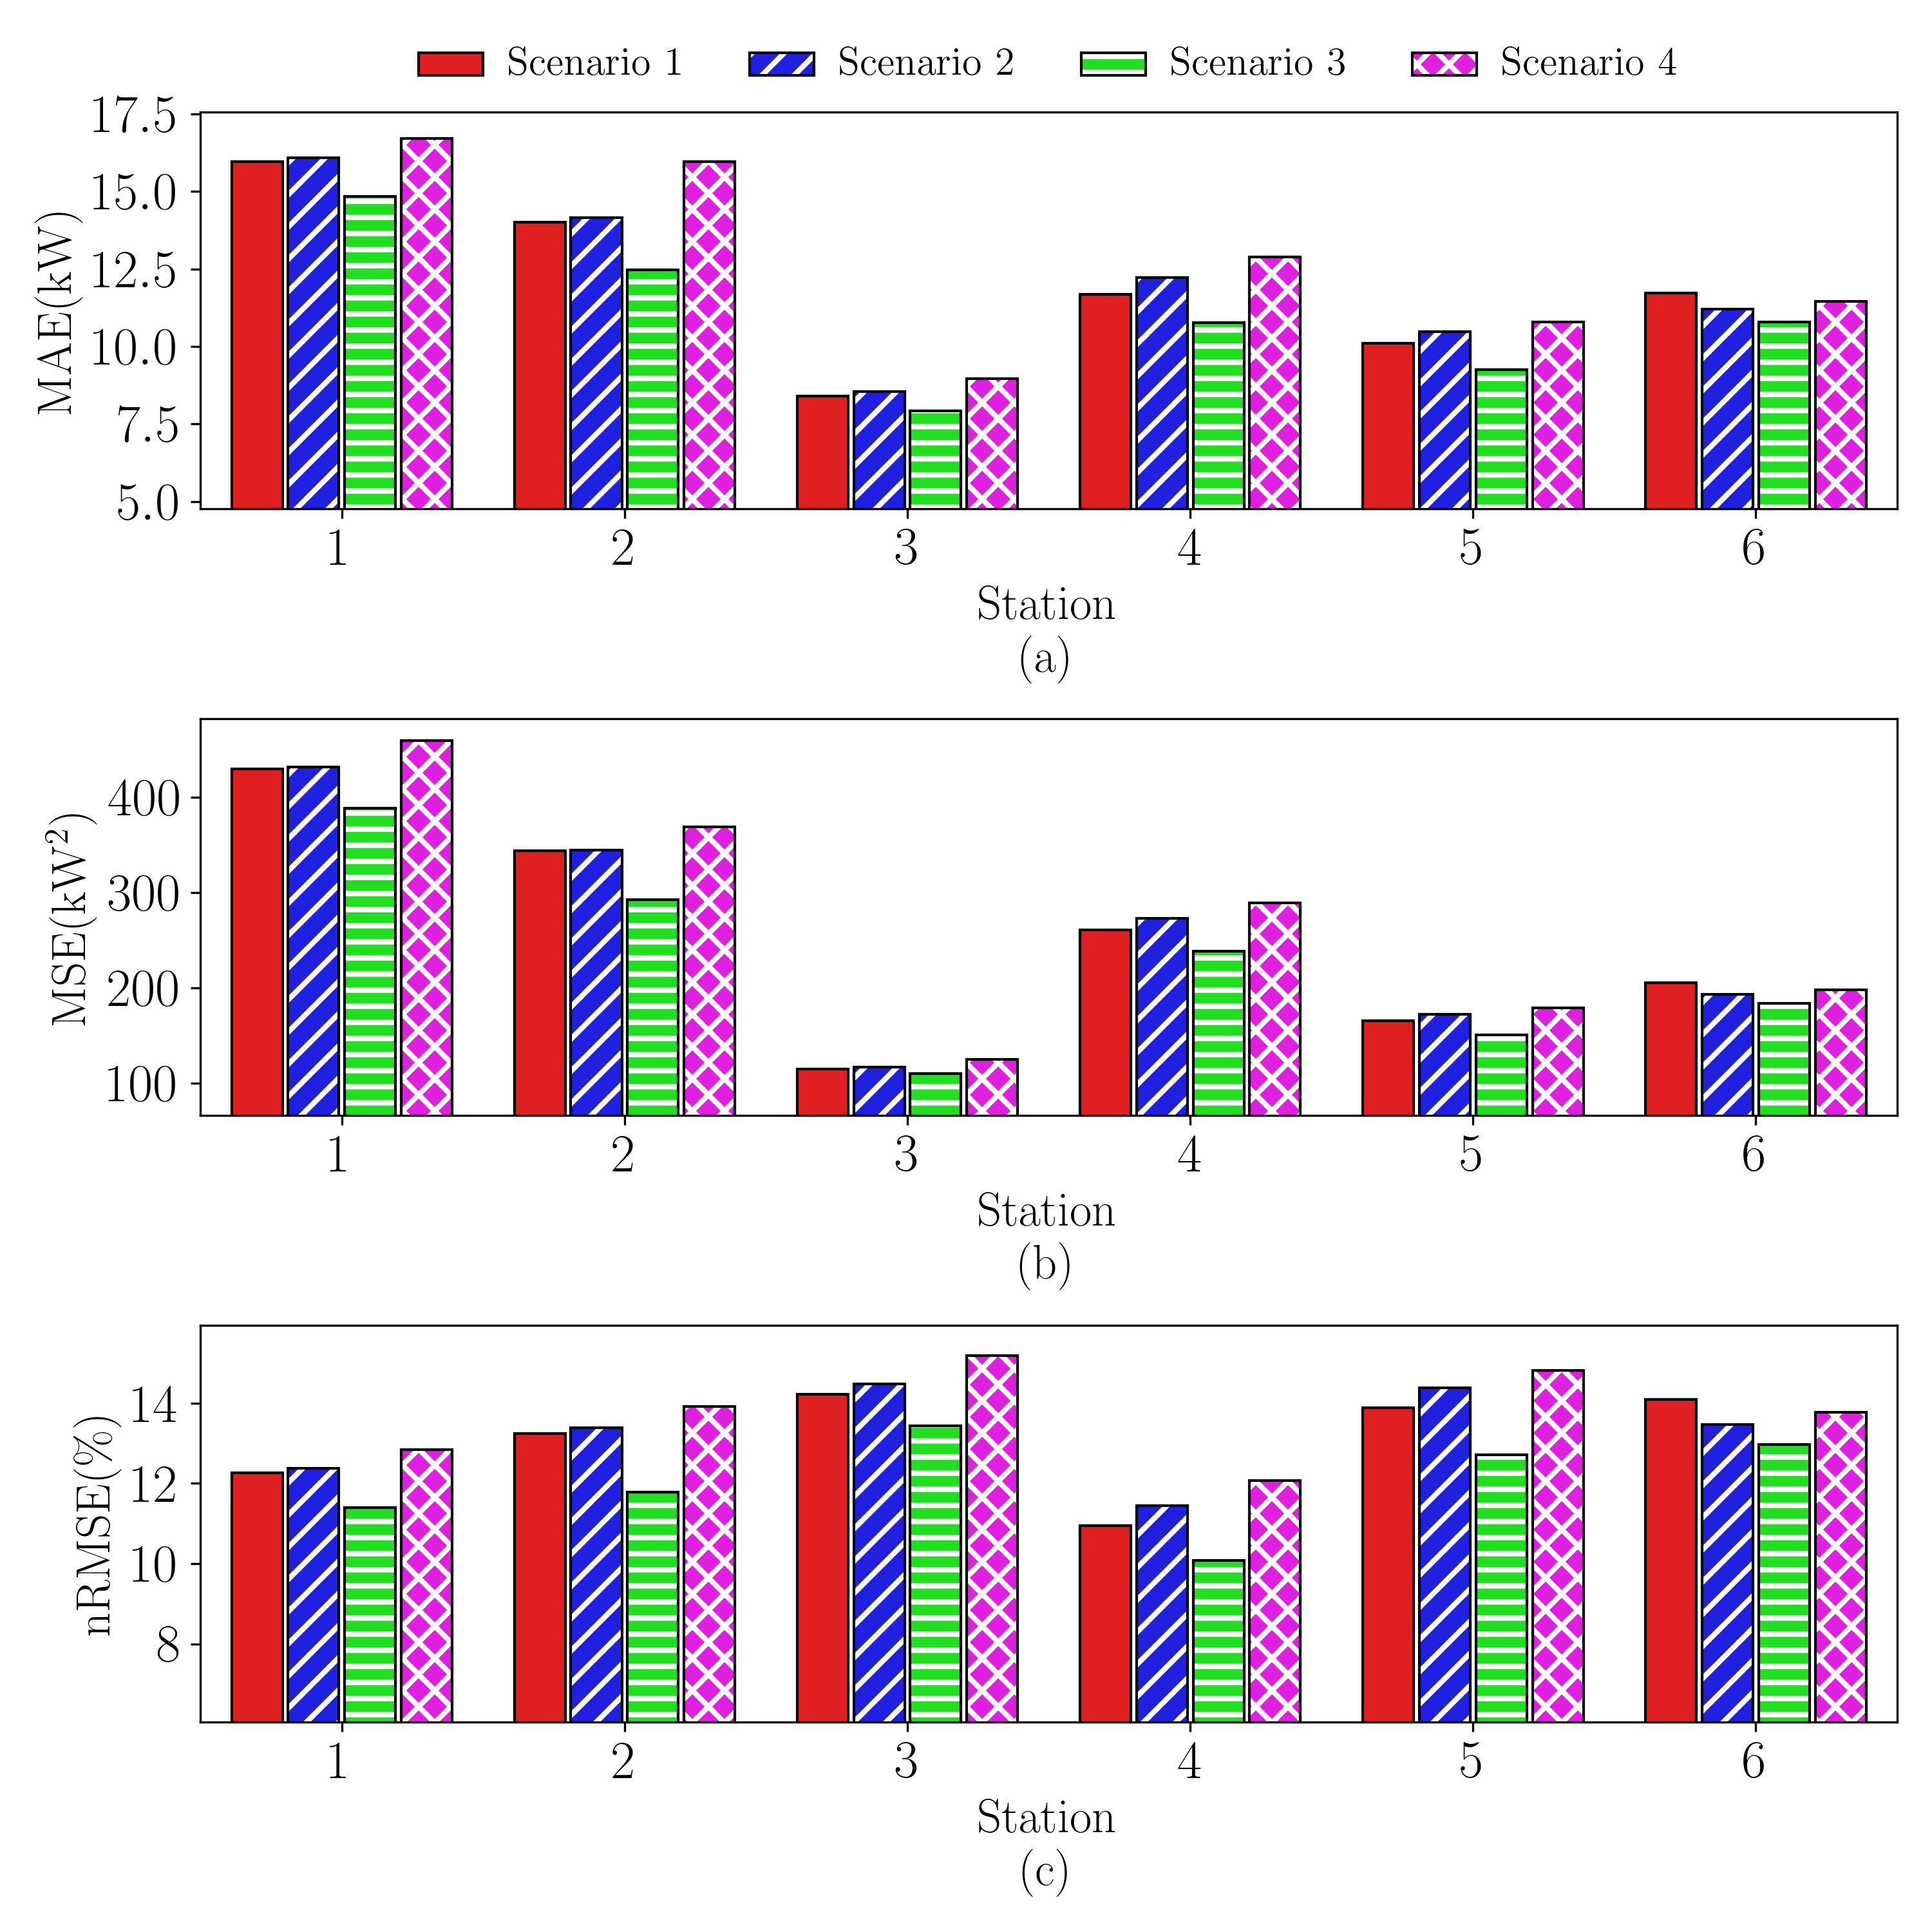 Scenario 1 Scenario 2 Scenario 3 Scenario 4
17.5
15.0
12.5
10.0
7.5
5.0
MAE(kW)
1 2 3 4 5 6
Station
(a)
400
300
200
100
MSE(kW²)
1 2 3 4 5 6
Station
(b)
14
12
10
8
nRMSE(%)
1 2 3 4 5 6
Station
(c)